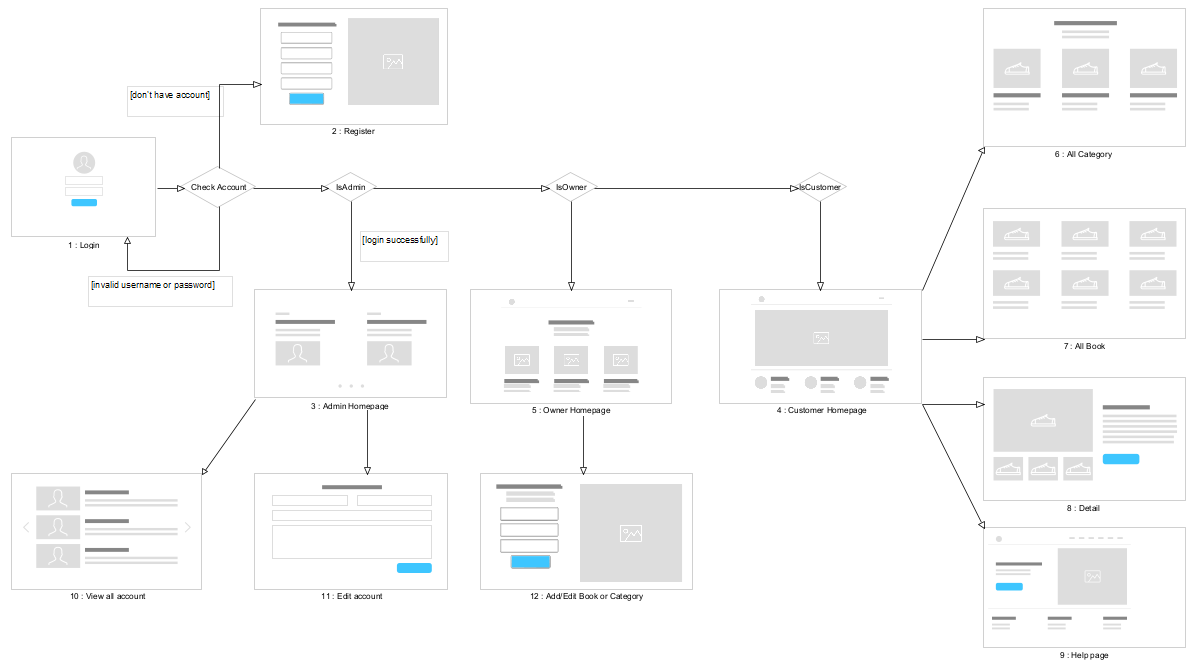 2 : Register
[don't have account]
6 : All Category
Check Account
IsAdmin
IsOwner
IsCustomer
1 : Login
[login successfully]
[invalid username or password]
7 : All Book
3 : Admin Homepage
5 : Owner Homepage
4 : Customer Homepage
8 : Detail
10 : View all account
11 : Edit account
12 : Add/Edit Book or Category
9 : Help page